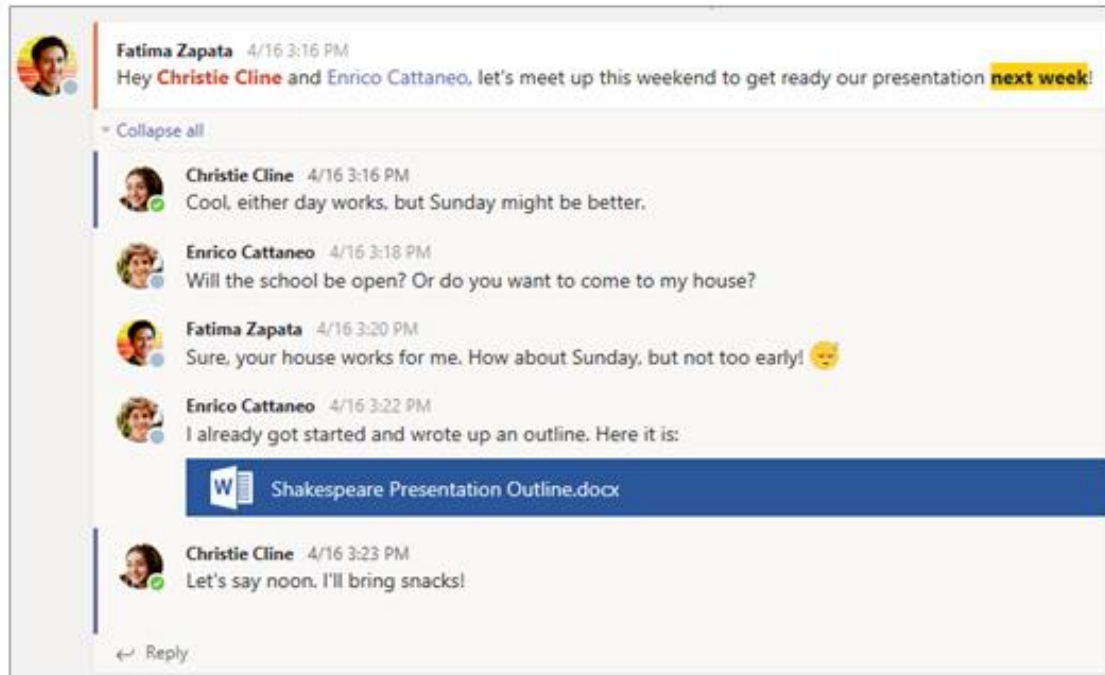 Fatima Zapata 4/16 3:16 PM
Hey Christie Cline and Enrico Cattaneo, let's meet up this weekend to get ready our presentation next week!
Collapse all
Christie Cline 4/16 3:16 PM
Cool, either day works, but Sunday might be better.
Enrico Cattaneo 4/16 3:18 PM
Will the school be open? Or do you want to come to my house?
Fatima Zapata 4/16 3:20 PM
Sure, your house works for me. How about Sunday, but not too early! 😴
Enrico Cattaneo 4/16 3:22 PM
I already got started and wrote up an outline. Here it is:
W Shakespeare Presentation Outline.docx
Christie Cline 4/16 3:23 PM
Let's say noon. I'll bring snacks!
Reply